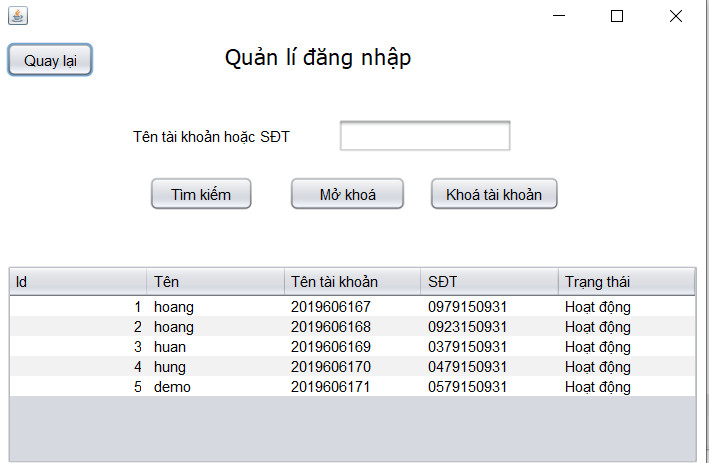 Quay lại
Quản lí đăng nhập
Tên tài khoản hoặc SĐT
Tìm kiếm Mở khoá Khoá tài khoản
Id Tên Tên tài khoản SĐT Trạng thái
1 hoang 2019606167 0979150931 Hoạt động
2 hoang 2019606168 0923150931 Hoạt động
3 huan 2019606169 0379150931 Hoạt động
4 hung 2019606170 0479150931 Hoạt động
5 demo 2019606171 0579150931 Hoạt động